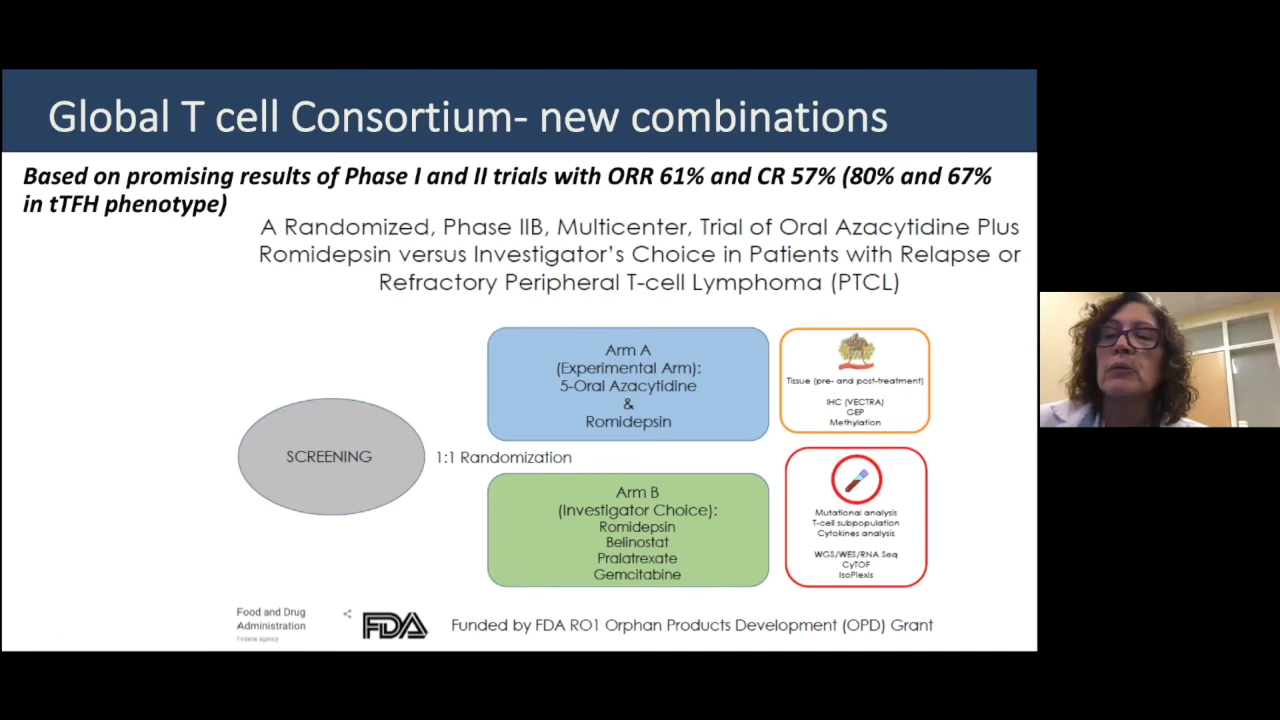 Global T cell Consortium- new combinations
Based on promising results of Phase I and II trials with ORR 61% and CR 57% (80% and 67%
in tTFH phenotype)
A Randomized, Phase IIB, Multicenter, Trial of Oral Azacytidine Plus
Romidepsin versus Investigator's Choice in Patients with Relapse or
Refractory Peripheral T-cell Lymphoma (PTCL)
SCREENING
1:1 Randomization
Arm A
(Experimental Arm):
5-Oral Azacytidine
&
Romidepsin
Arm B
(Investigator Choice):
Romidepsin
Belinostat
Pralatrexate
Gemcitabine
Tissue (pre- and post-treatment)
IHC (VECTRA)
GEP
Methylation
Mutational analysis
T-cell subpopulation
Cytokines analysis
WGS/WES/RNA Seq
CyTOF
IsoPlexis
Food and Drug
Administration
Federal agency
FDA
Funded by FDA RO1 Orphan Products Development (OPD) Grant